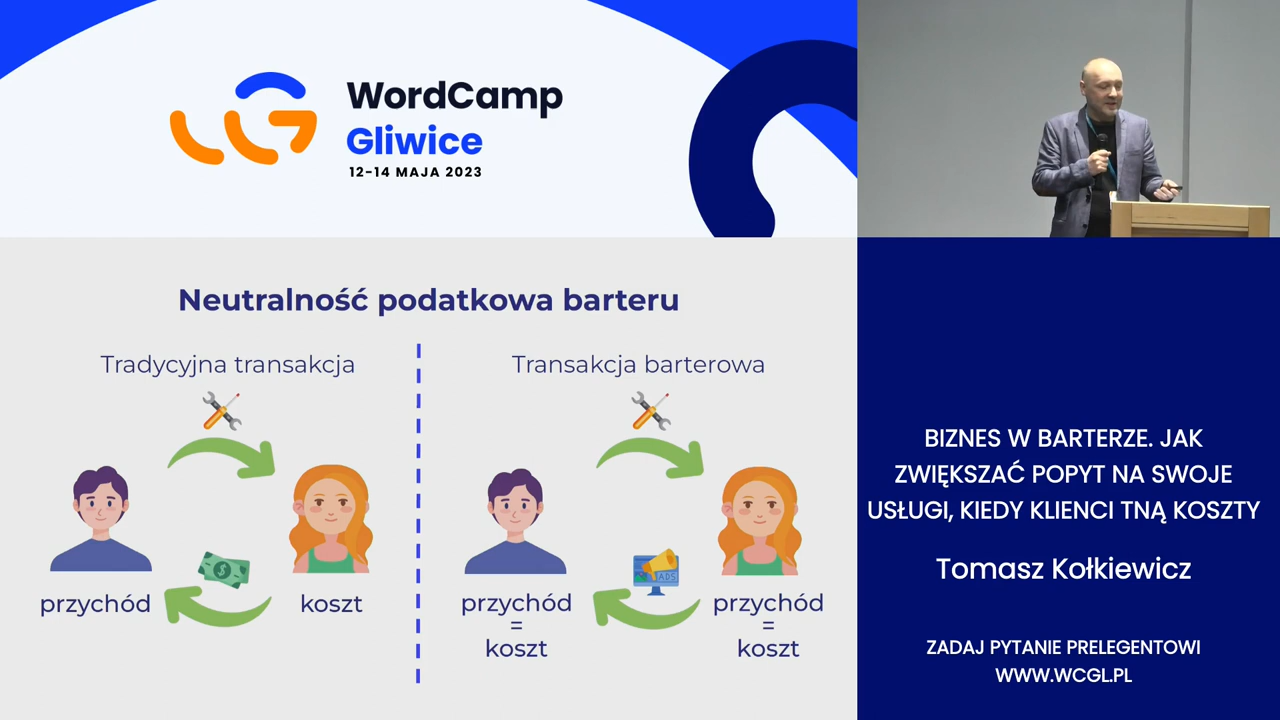 WordCamp
Gliwice
12-14 MAJA 2023
Neutralność podatkowa barteru
Tradycyjna transakcja
przychód
koszt
Transakcja barterowa
ADS
przychód
=
koszt
przychód
=
koszt
BIZNES W BARTERZE. JAK
ZWIĘKSZAĆ POPYT NA SWOJE
USŁUGI, KIEDY KLIENCI TNĄ KOSZTY
Tomasz Kołkiewicz
ZADAJ PYTANIE PRELEGENTOWI
WWW.WCGL.PL